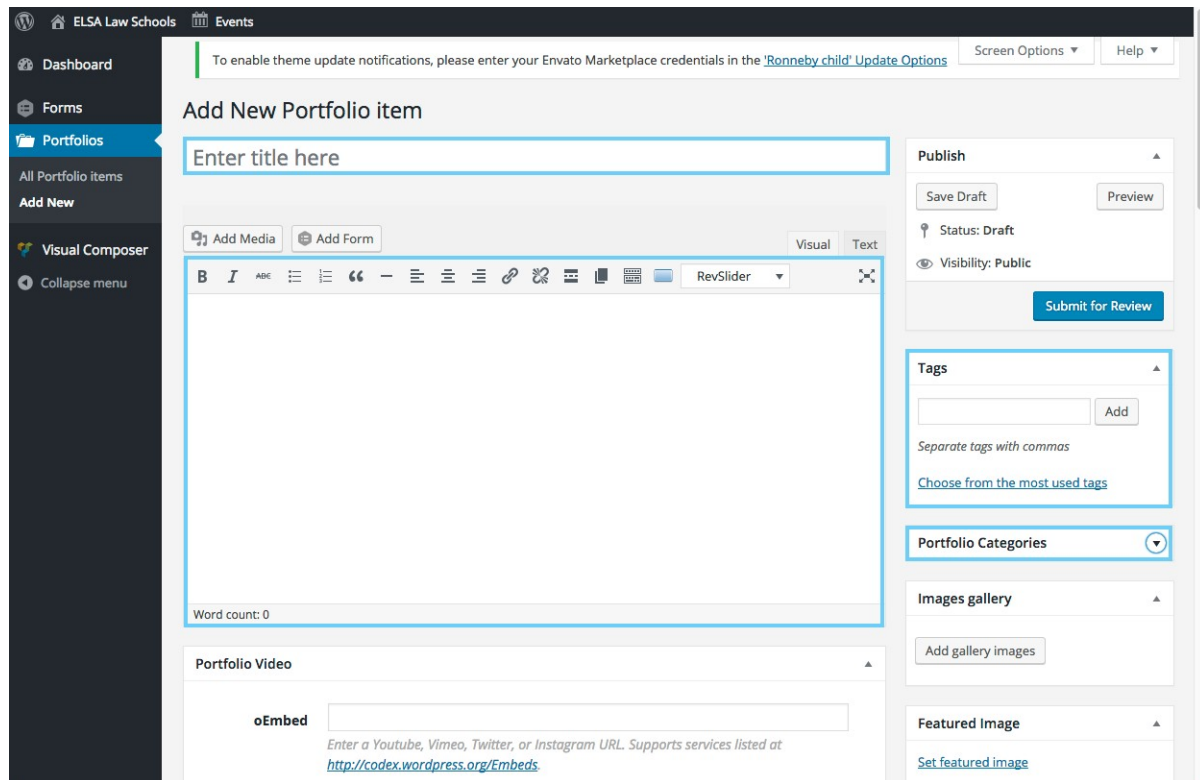 ELSA Law Schools Events
Dashboard
Forms
Portfolios
All Portfolio items
Add New
Visual Composer
Collapse menu
To enable theme update notifications, please enter your Envato Marketplace credentials in the 'Ronneby child' Update Options
Screen Options ▼
Help ▼
Add New Portfolio item
Enter title here
Add Media Add Form
Visual Text
B I ABC RevSlider ▼
Word count: 0
Portfolio Video
oEmbed
Enter a Youtube, Vimeo, Twitter, or Instagram URL. Supports services listed at
http://codex.wordpress.org/Embeds.
Publish
Save Draft Preview
Status: Draft
Visibility: Public
Submit for Review
Tags
Add
Separate tags with commas
Choose from the most used tags
Portfolio Categories
Images gallery
Add gallery images
Featured Image
Set featured image